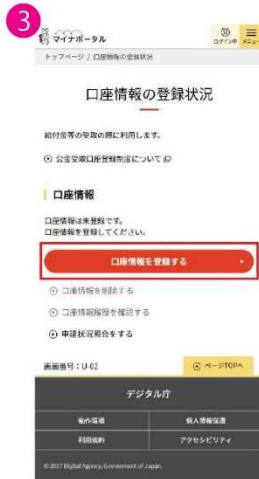 3
マイナポータル
ログイン中 メニュー
トップページ / 口座情報の登録状況
口座情報の登録状況
給付金等の受取の際に利用します。
公金受取口座登録制度について
口座情報
口座情報は未登録です。
口座情報を登録してください。
口座情報を登録する
口座情報を削除する
口座情報履歴を確認する
申請状況照会をする
画面番号：U-02
ページTOPへ
デジタル庁
動作環境 個人情報保護
利用規約 アクセシビリティ
© 2017 Digital Agency, Government of Japan.